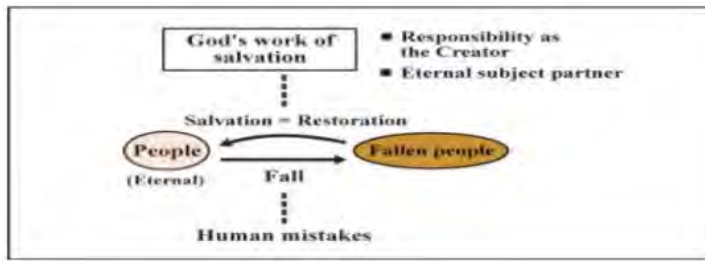 God's work of
salvation
■ Responsibility as
the Creator
■ Eternal subject partner
Salvation = Restoration
People
Fallen people
(Eternal)
Fall
Human mistakes